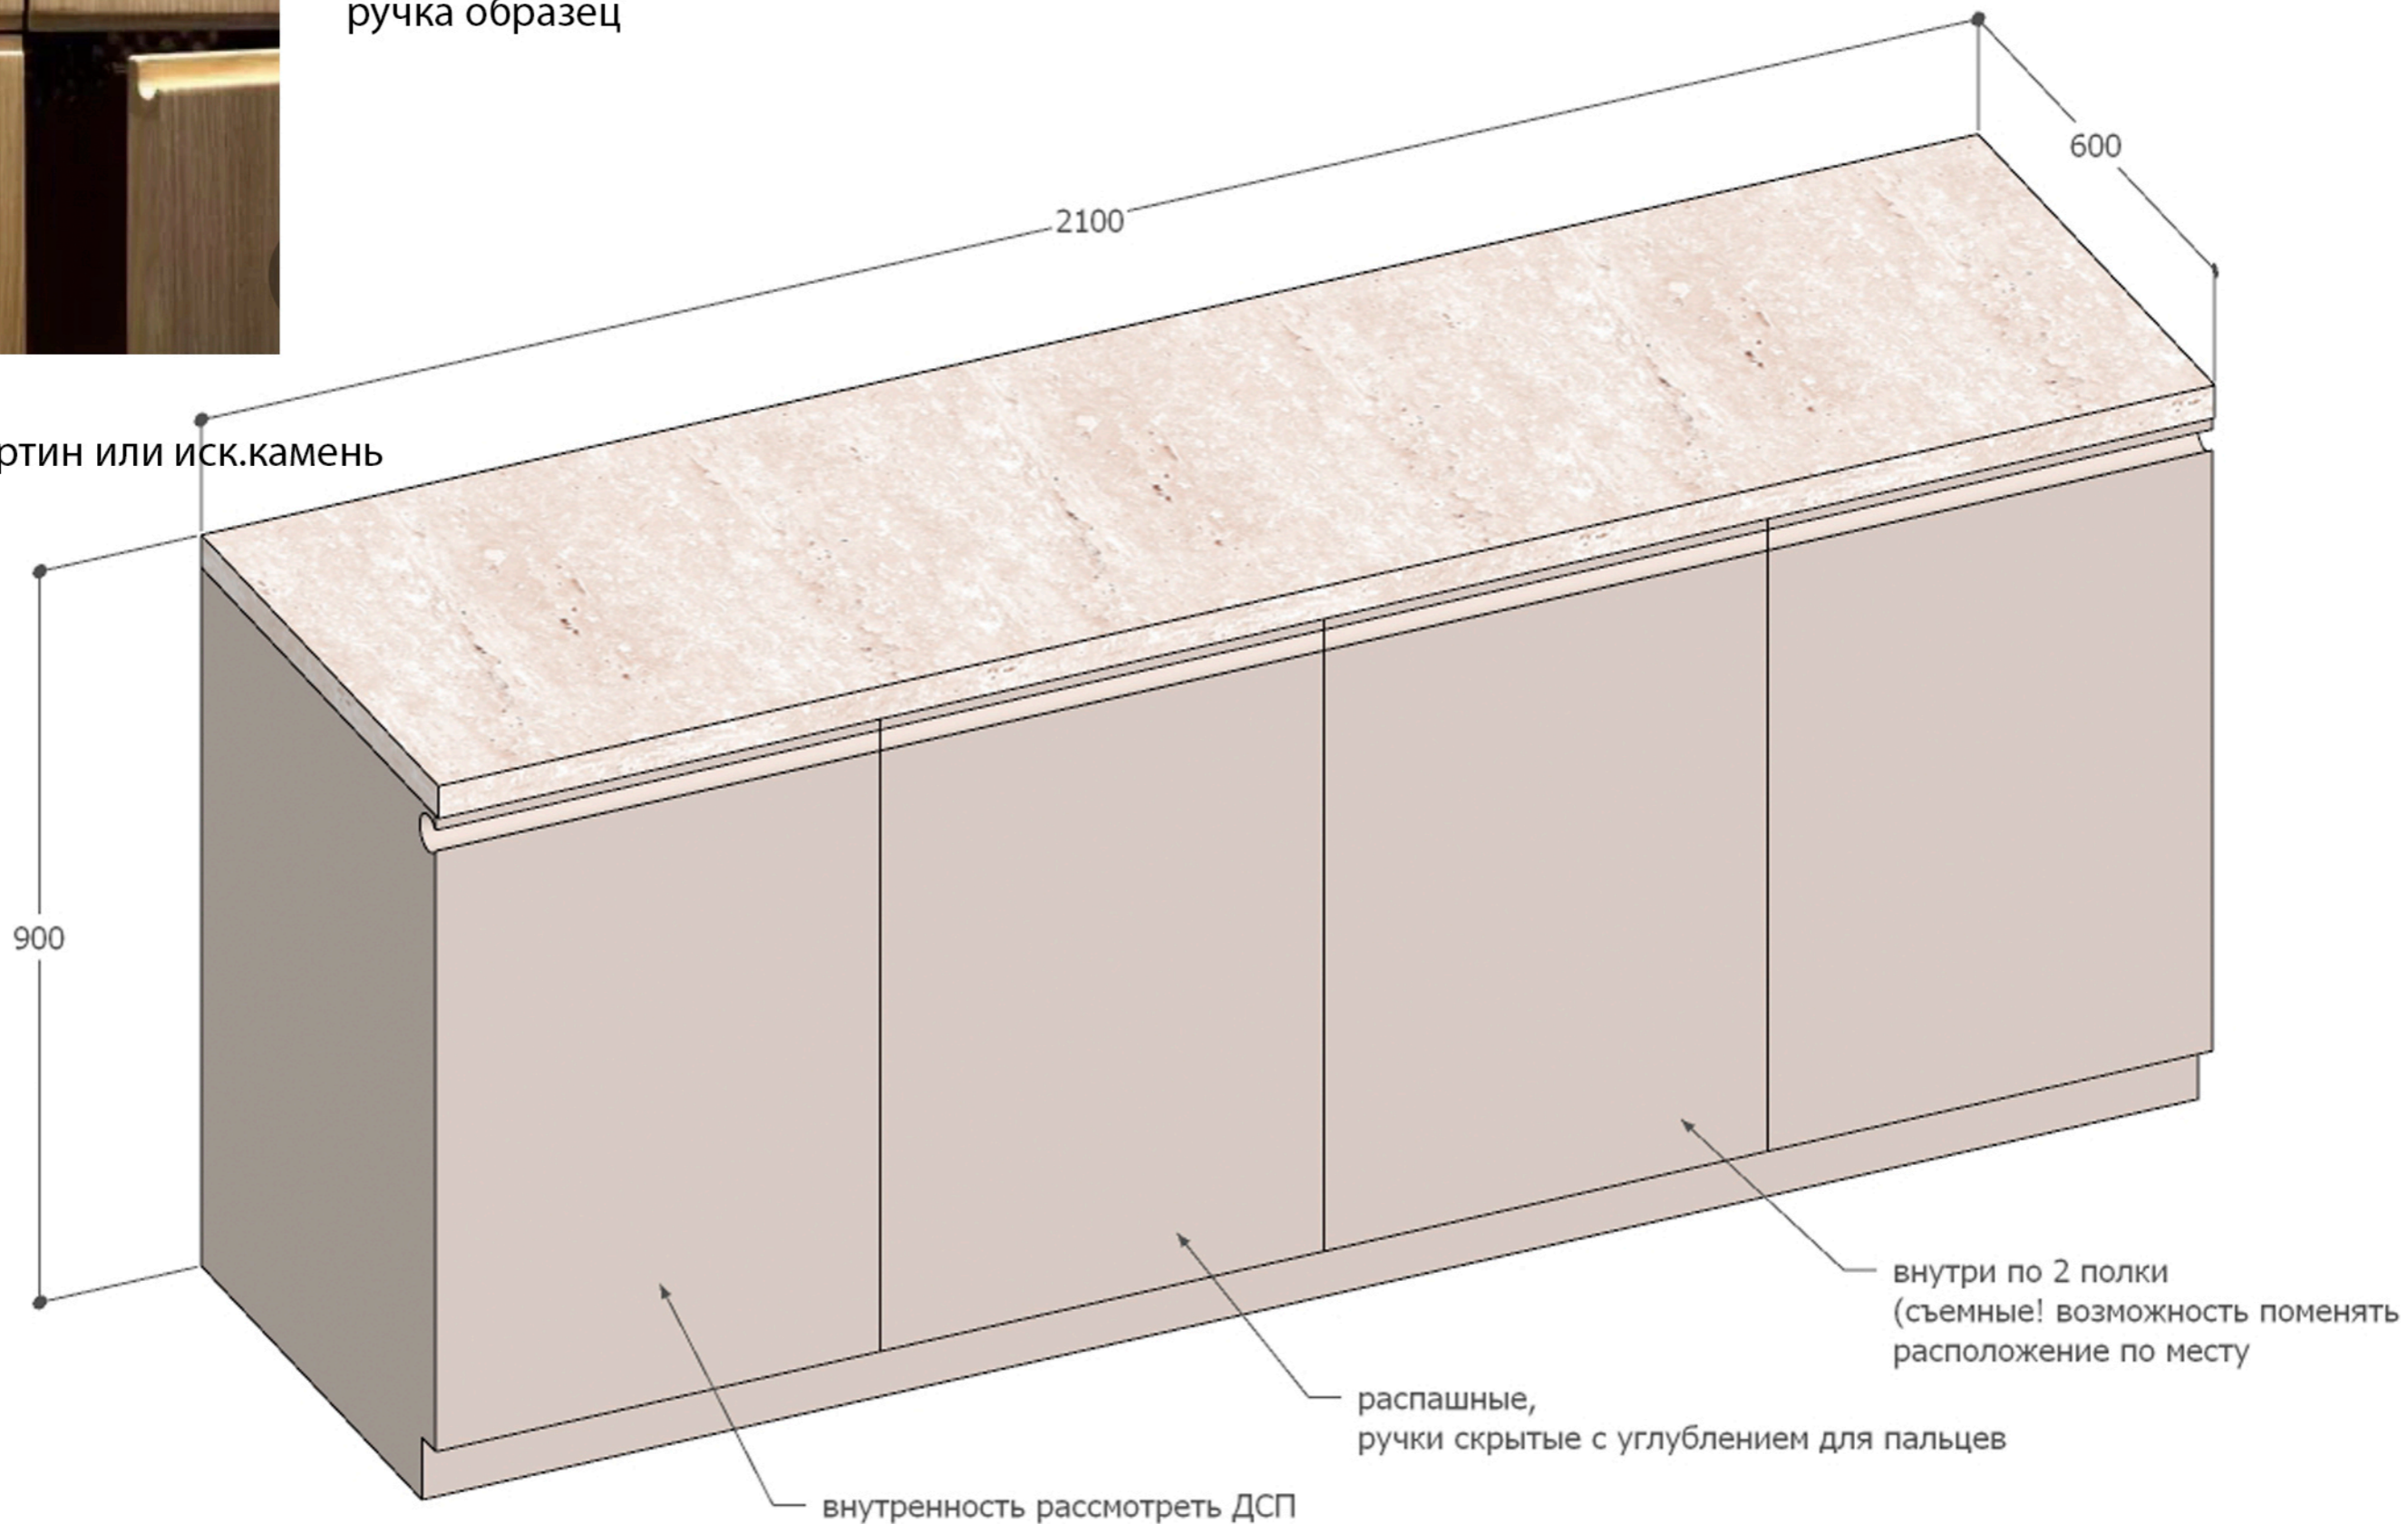 ручка образец
2100
600
или иск.камень
900
внутри по 2 полки
(съемные! возможность поменять
расположение по месту
распашные,
ручки скрытые с углублением для пальцев
внутренность рассмотреть ДСП